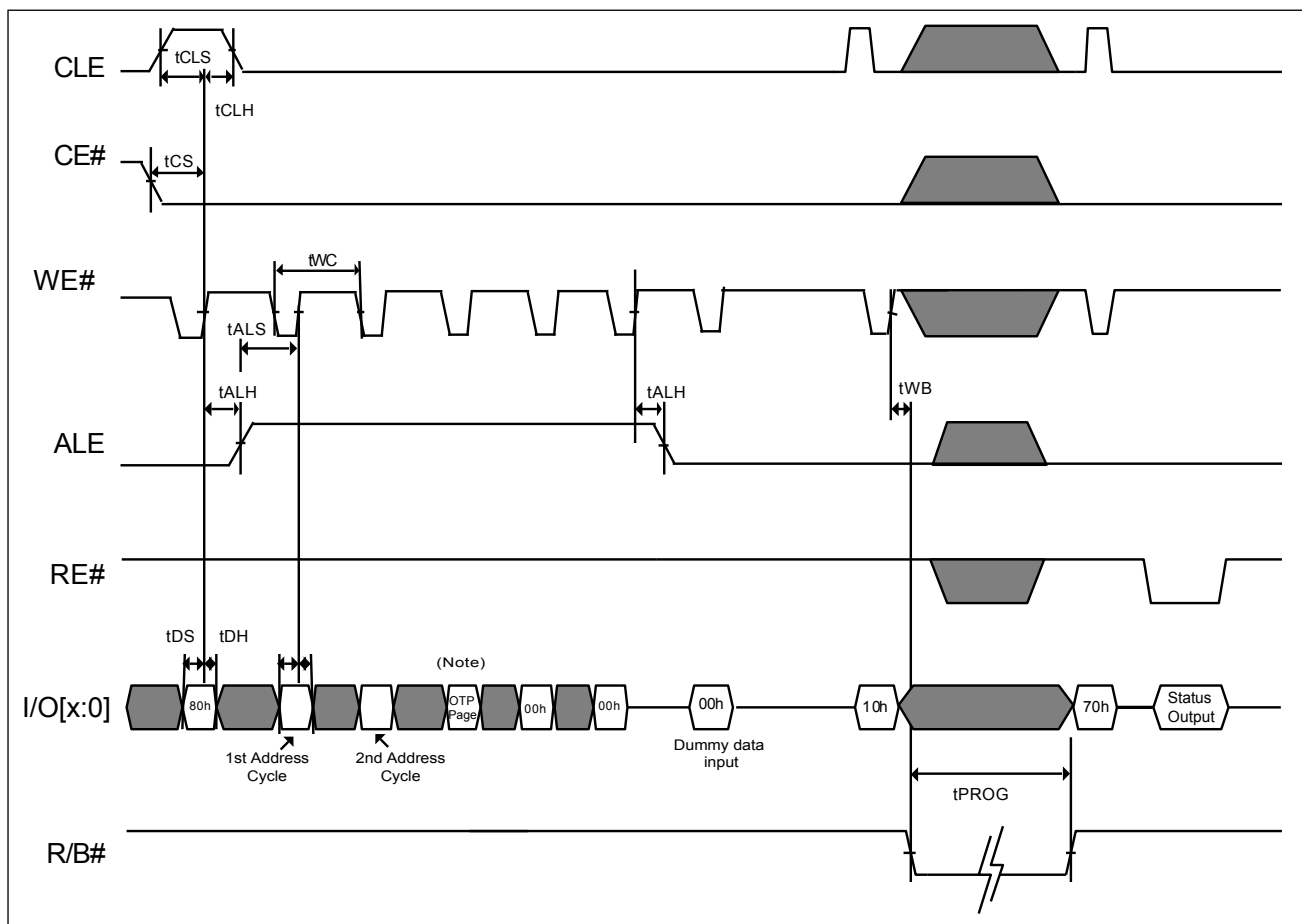 CLE
tCLS
tCLH
CE#
tCS
WE#
tWC
tALS
tALH
tALH
tWB
ALE
RE#
tDS
tDH
(Note)
I/O[x:0]
80h
OTP
Page
00h
00h
00h
10h
70h
Status
Output
1st Address
Cycle
2nd Address
Cycle
Dummy data
input
tPROG
R/B#